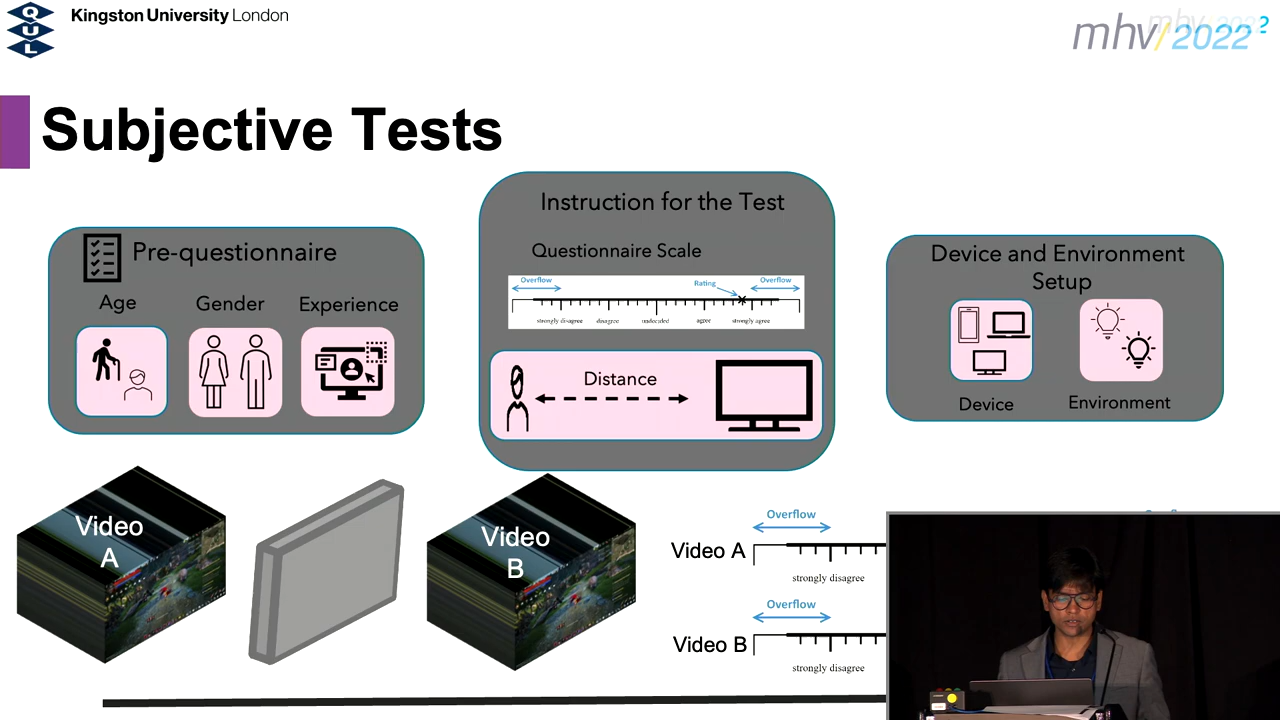 QUL
Kingston University London
mhv/2022
Subjective Tests
Pre-questionnaire
Age
Gender
Experience
Instruction for the Test
Questionnaire Scale
Overflow
Rating
Overflow
strongly disagree
disagree
undecided
agree
strongly agree
Distance
Device and Environment
Setup
Device
Environment
Video
A
Video
B
Video A
Overflow
strongly disagree
Video B
Overflow
strongly disagree